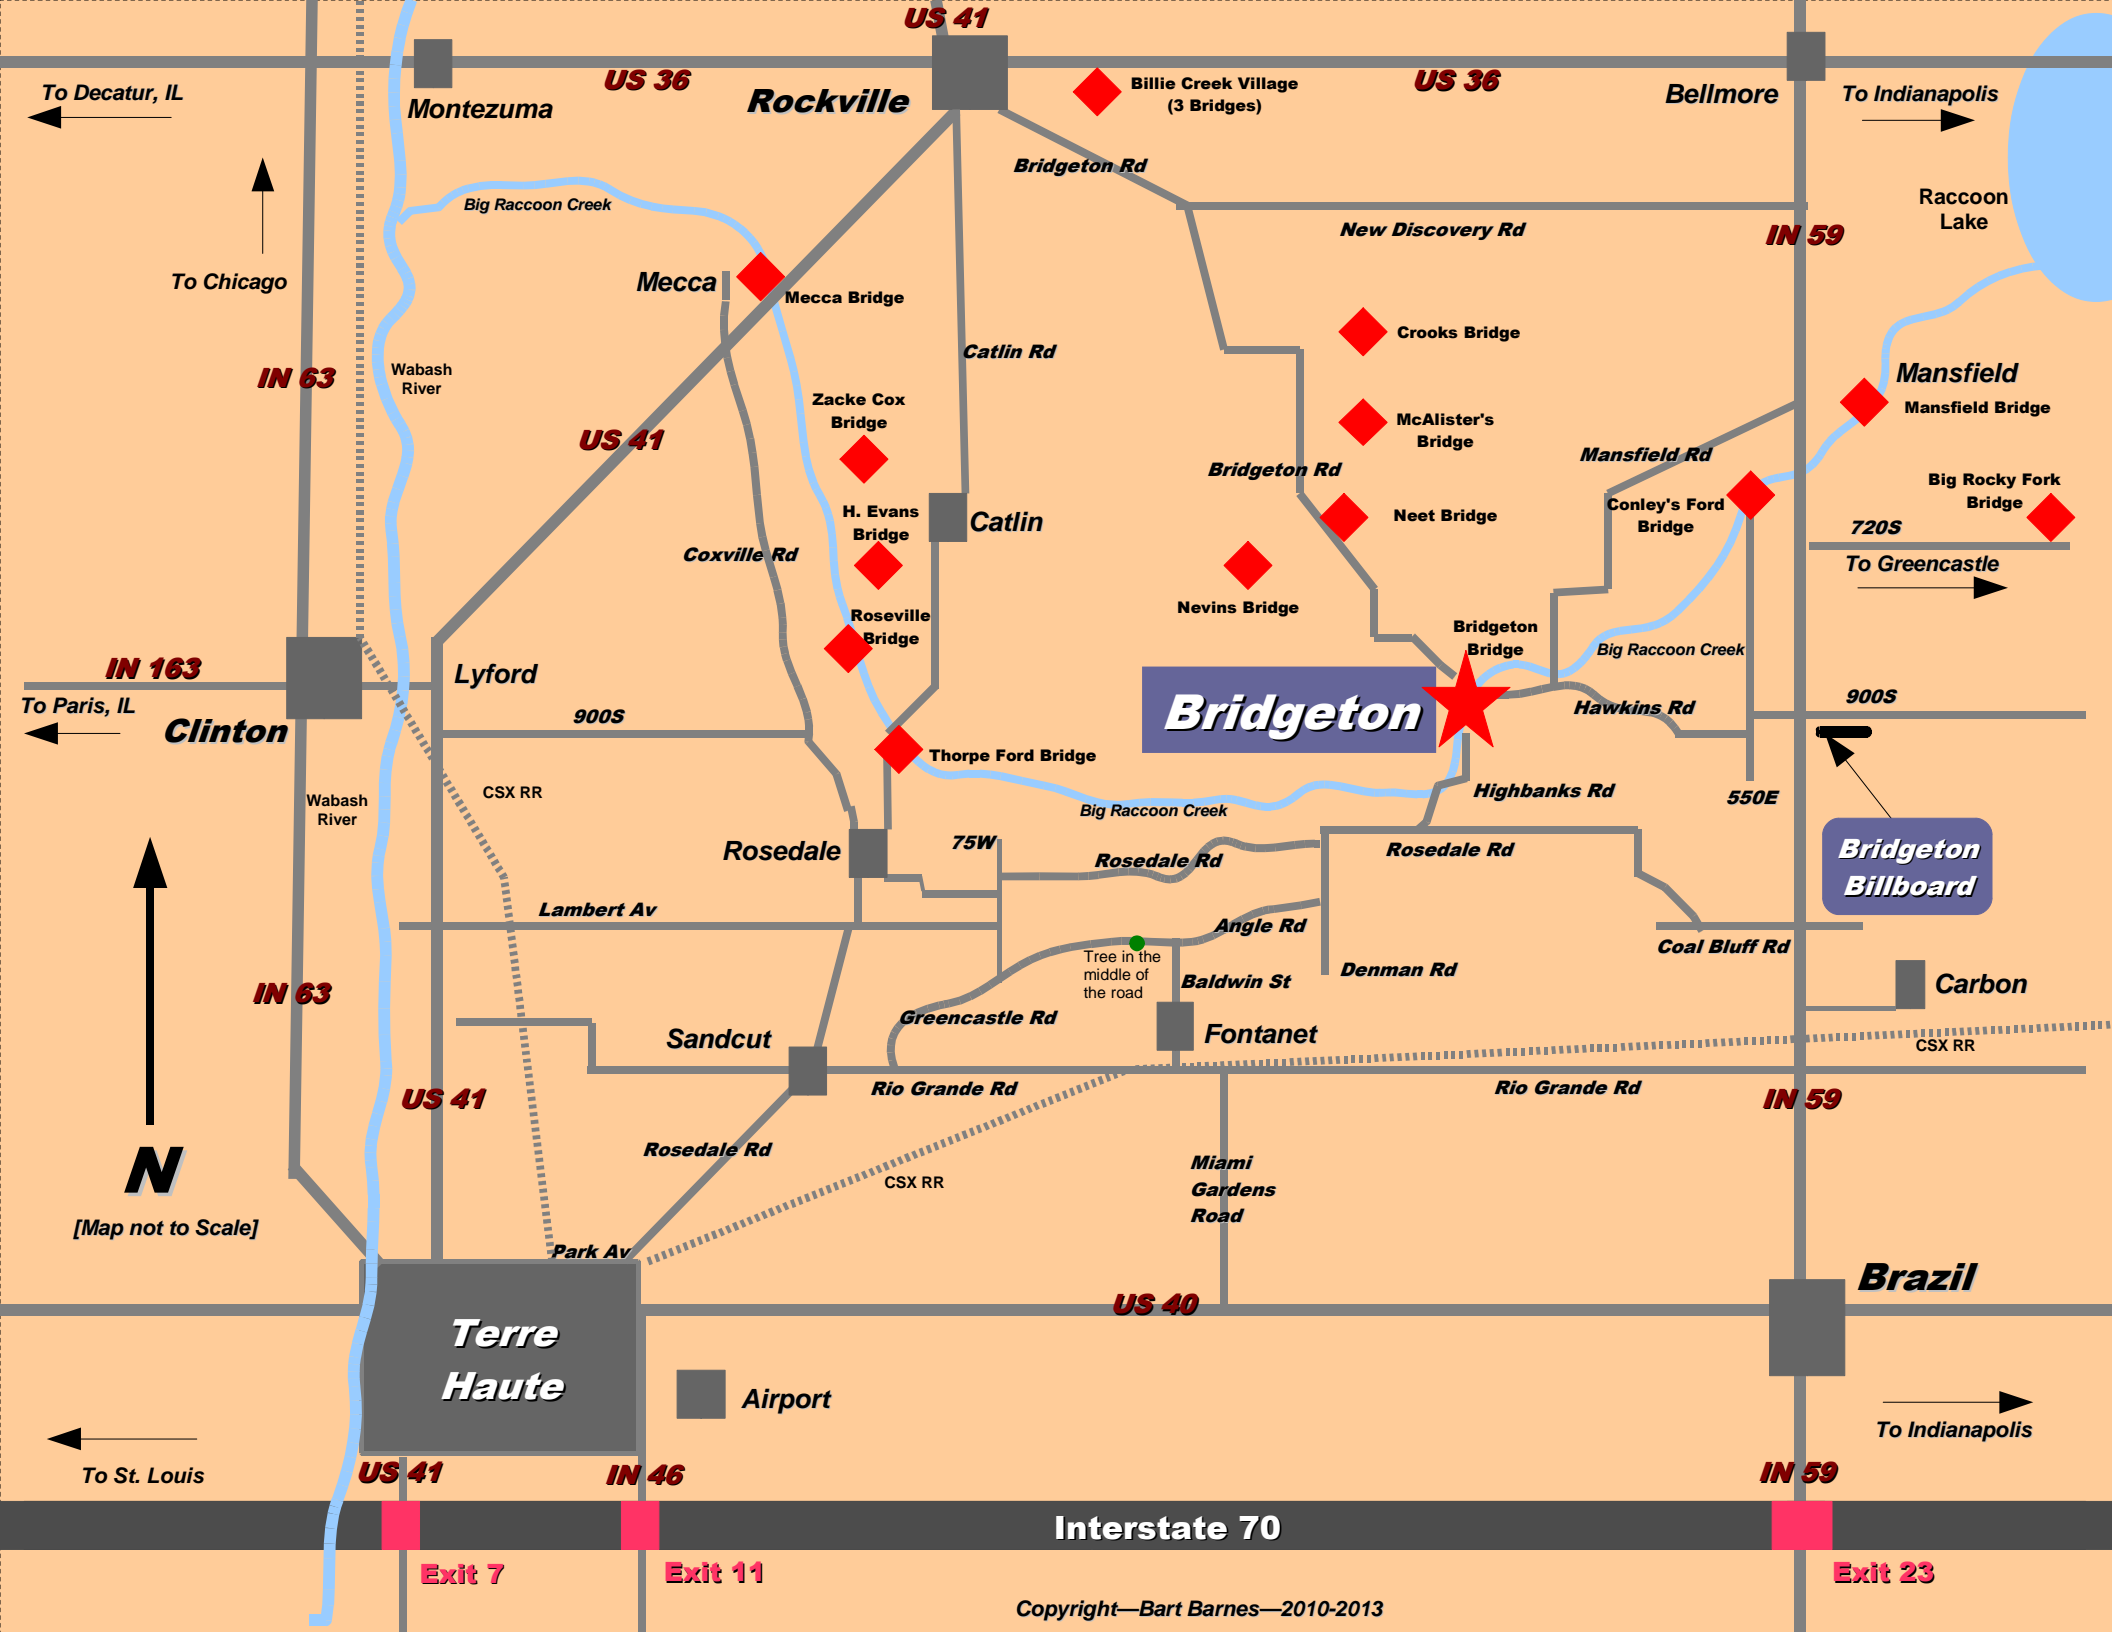 US 41
To Decatur, IL
Montezuma
US 36
Rockville
Billie Creek Village
(3 Bridges)
US 36
Bellmore
To Indianapolis
Bridgeton Rd
Raccoon
Lake
Big Raccoon Creek
New Discovery Rd
IN 59
To Chicago
Mecca
Mecca Bridge
Crooks Bridge
Catlin Rd
IN 63
Wabash
River
Mansfield
Mansfield Bridge
Zacke Cox
Bridge
McAlister's
Bridge
US 41
Bridgeton Rd
Mansfield Rd
Big Rocky Fork
Bridge
Conley's Ford
Bridge
H. Evans
Bridge
Catlin
Neet Bridge
720S
Coxville Rd
To Greencastle
Nevins Bridge
Roseville
Bridge
Bridgeton
Bridge
Big Raccoon Creek
IN 163
Lyford
To Paris, IL
Clinton
900S
Bridgeton
Hawkins Rd
900S
Thorpe Ford Bridge
CSX RR
Wabash
River
Highbanks Rd
550E
Big Raccoon Creek
Rosedale
75W
Rosedale Rd
Rosedale Rd
Bridgeton
Billboard
Lambert Av
Angle Rd
Coal Bluff Rd
Tree in the
middle of
the road
Denman Rd
Baldwin St
Carbon
IN 63
Greencastle Rd
Sandcut
Fontanet
CSX RR
Rio Grande Rd
Rio Grande Rd
US 41
IN 59
Rosedale Rd
N
CSX RR
Miami
Gardens
Road
[Map not to Scale]
Park Av
Brazil
US 40
Terre
Haute
Airport
To Indianapolis
To St. Louis
US 41
IN 46
IN 59
Interstate 70
Exit 7
Exit 11
Exit 23
Copyright—Bart Barnes—2010-2013